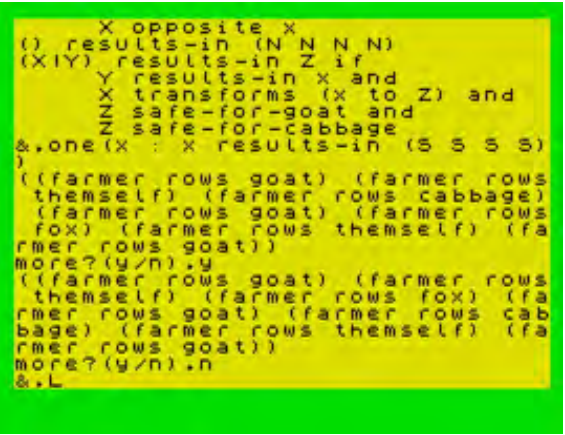 X opposite x
() results-in (N N N N)
(X|Y) results-in Z if
Y results-in x and
X transforms (x to Z) and
Z safe-for-goat and
Z safe-for-cabbage
&.one(x : x results-in (S S S S)
)
((farmer rows goat) (farmer rows
themself) (farmer rows cabbage)
(farmer rows goat) (farmer rows
fox) (farmer rows themself) (fa
rmer rows goat))
more?(y/n).y
((farmer rows goat) (farmer rows
themself) (farmer rows fox) (fa
rmer rows goat) (farmer rows cab
bage) (farmer rows themself) (fa
rmer rows goat))
more?(y/n).n
&.L